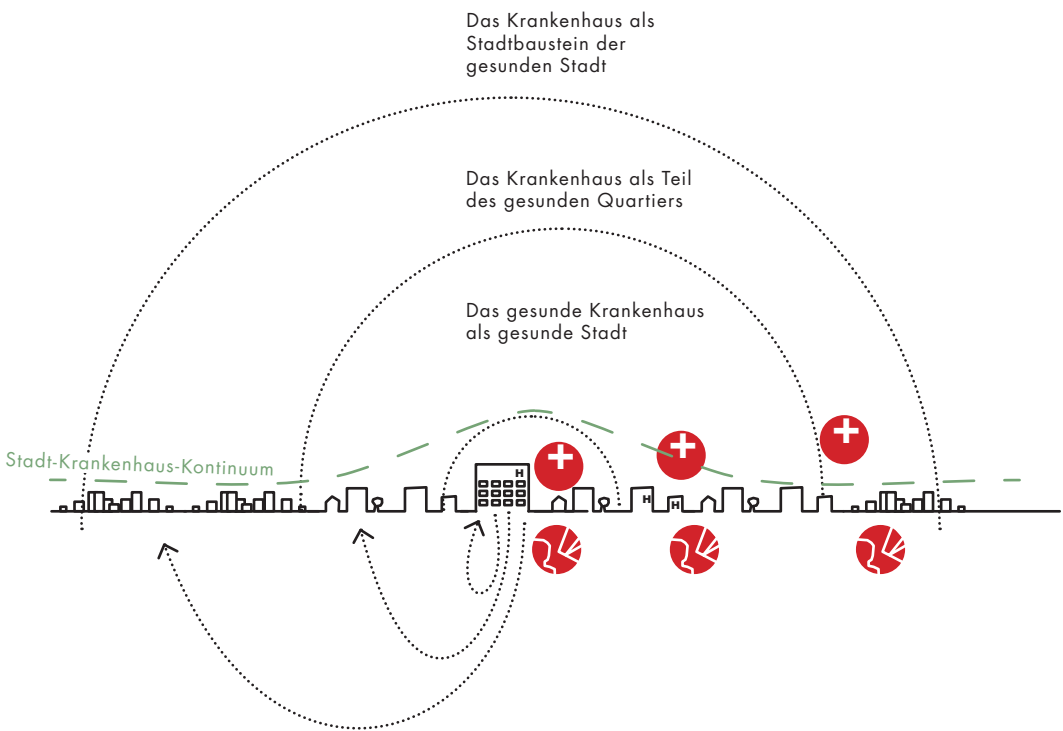 Das Krankenhaus als
Stadtbaustein der
gesunden Stadt
Das Krankenhaus als Teil
des gesunden Quartiers
Das gesunde Krankenhaus
als gesunde Stadt
Stadt-Krankenhaus-Kontinuum
H
H
H